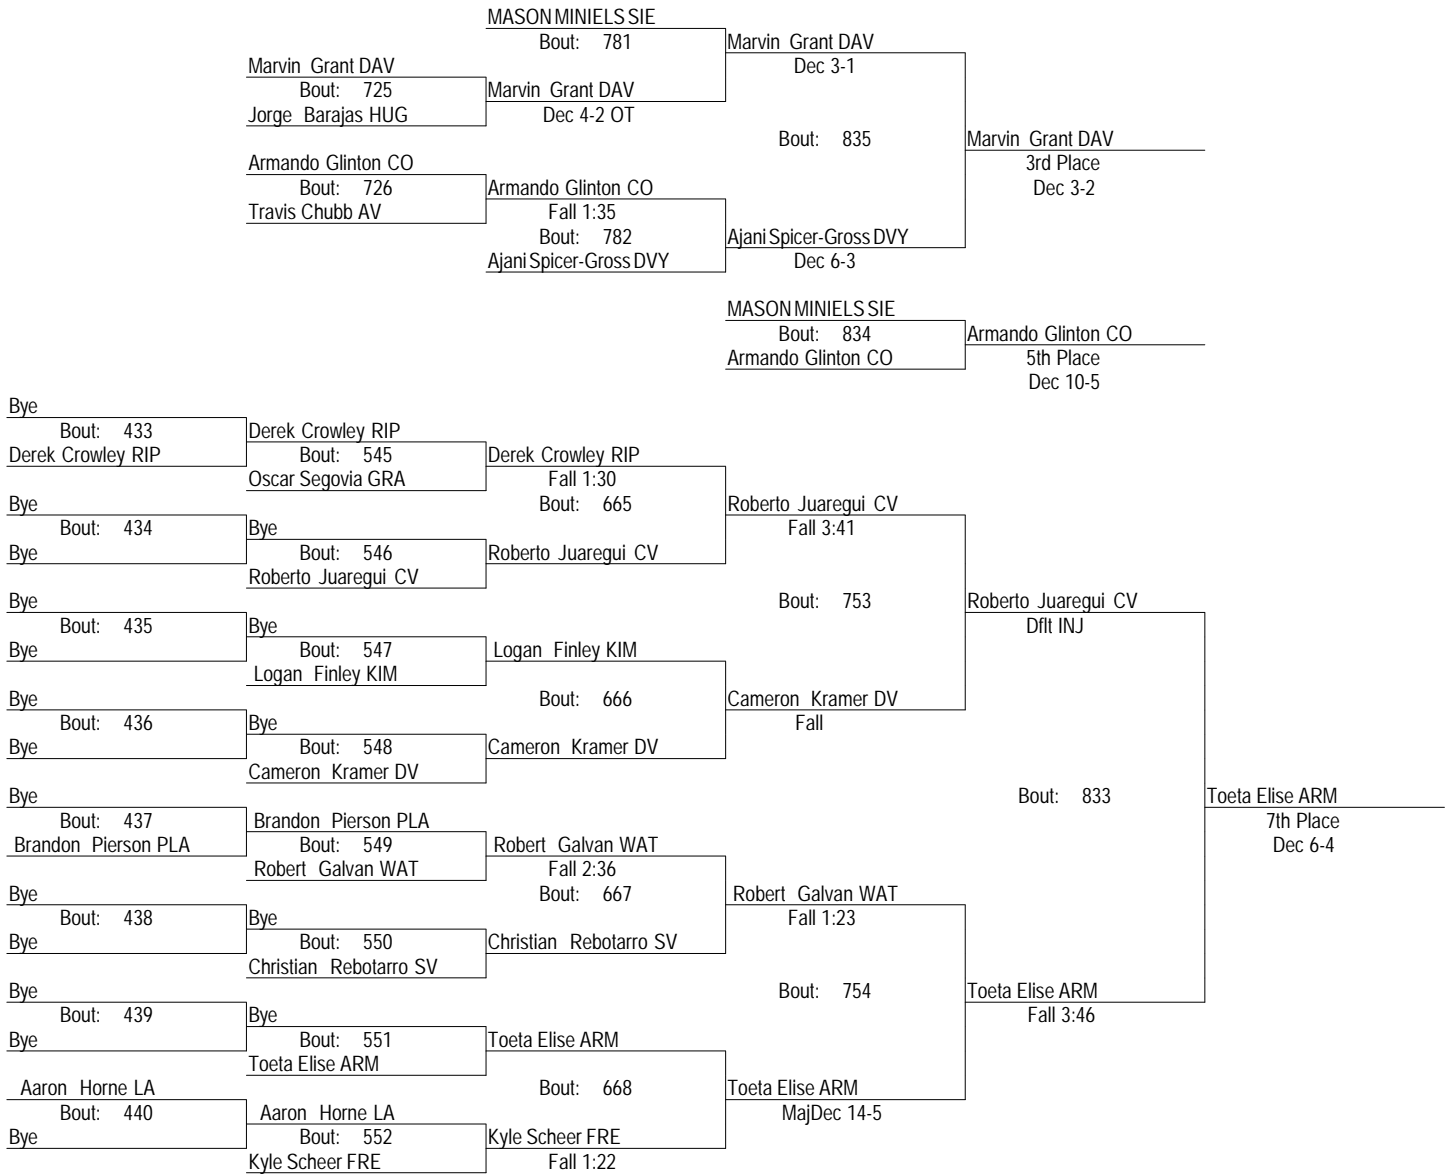 MASON MINIELS SIE
Bout: 781
Marvin Grant DAV
Dec 3-1
Marvin Grant DAV
Bout: 725
Jorge Barajas HUG
Marvin Grant DAV
Dec 4-2 OT
Bout: 835
Marvin Grant DAV
3rd Place
Dec 3-2
Armando Glinton CO
Bout: 726
Travis Chubb AV
Armando Glinton CO
Fall 1:35
Bout: 782
Ajani Spicer-Gross DVY
Ajani Spicer-Gross DVY
Dec 6-3
MASON MINIELS SIE
Bout: 834
Armando Glinton CO
Armando Glinton CO
5th Place
Dec 10-5
Bye
Bout: 433
Derek Crowley RIP
Derek Crowley RIP
Bout: 545
Oscar Segovia GRA
Derek Crowley RIP
Fall 1:30
Bout: 665
Roberto Juaregui CV
Fall 3:41
Bye
Bout: 434
Bye
Bye
Bout: 546
Roberto Juaregui CV
Roberto Juaregui CV
Bout: 753
Roberto Juaregui CV
Dflt INJ
Bye
Bout: 435
Bye
Bye
Bout: 547
Logan Finley KIM
Logan Finley KIM
Bout: 666
Cameron Kramer DV
Fall
Bye
Bout: 436
Bye
Bye
Bout: 548
Cameron Kramer DV
Cameron Kramer DV
Bout: 833
Toeta Elise ARM
7th Place
Dec 6-4
Bye
Bout: 437
Brandon Pierson PLA
Brandon Pierson PLA
Bout: 549
Robert Galvan WAT
Robert Galvan WAT
Fall 2:36
Bout: 667
Robert Galvan WAT
Fall 1:23
Bye
Bout: 438
Bye
Bye
Bout: 550
Christian Rebotarro SV
Christian Rebotarro SV
Bout: 754
Toeta Elise ARM
Fall 3:46
Bye
Bout: 439
Bye
Bye
Bout: 551
Toeta Elise ARM
Toeta Elise ARM
Bout: 668
Toeta Elise ARM
MajDec 14-5
Aaron Horne LA
Bout: 440
Bye
Aaron Horne LA
Bout: 552
Kyle Scheer FRE
Kyle Scheer FRE
Fall 1:22